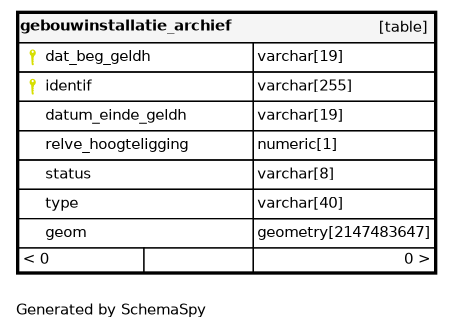 gebouwinstallatie_archief [table]
dat_beg_geldh varchar[19]
identif varchar[255]
datum_einde_geldh varchar[19]
relve_hoogteligging numeric[1]
status varchar[8]
type varchar[40]
geom geometry[2147483647]
< 0 0 >
Generated by SchemaSpy